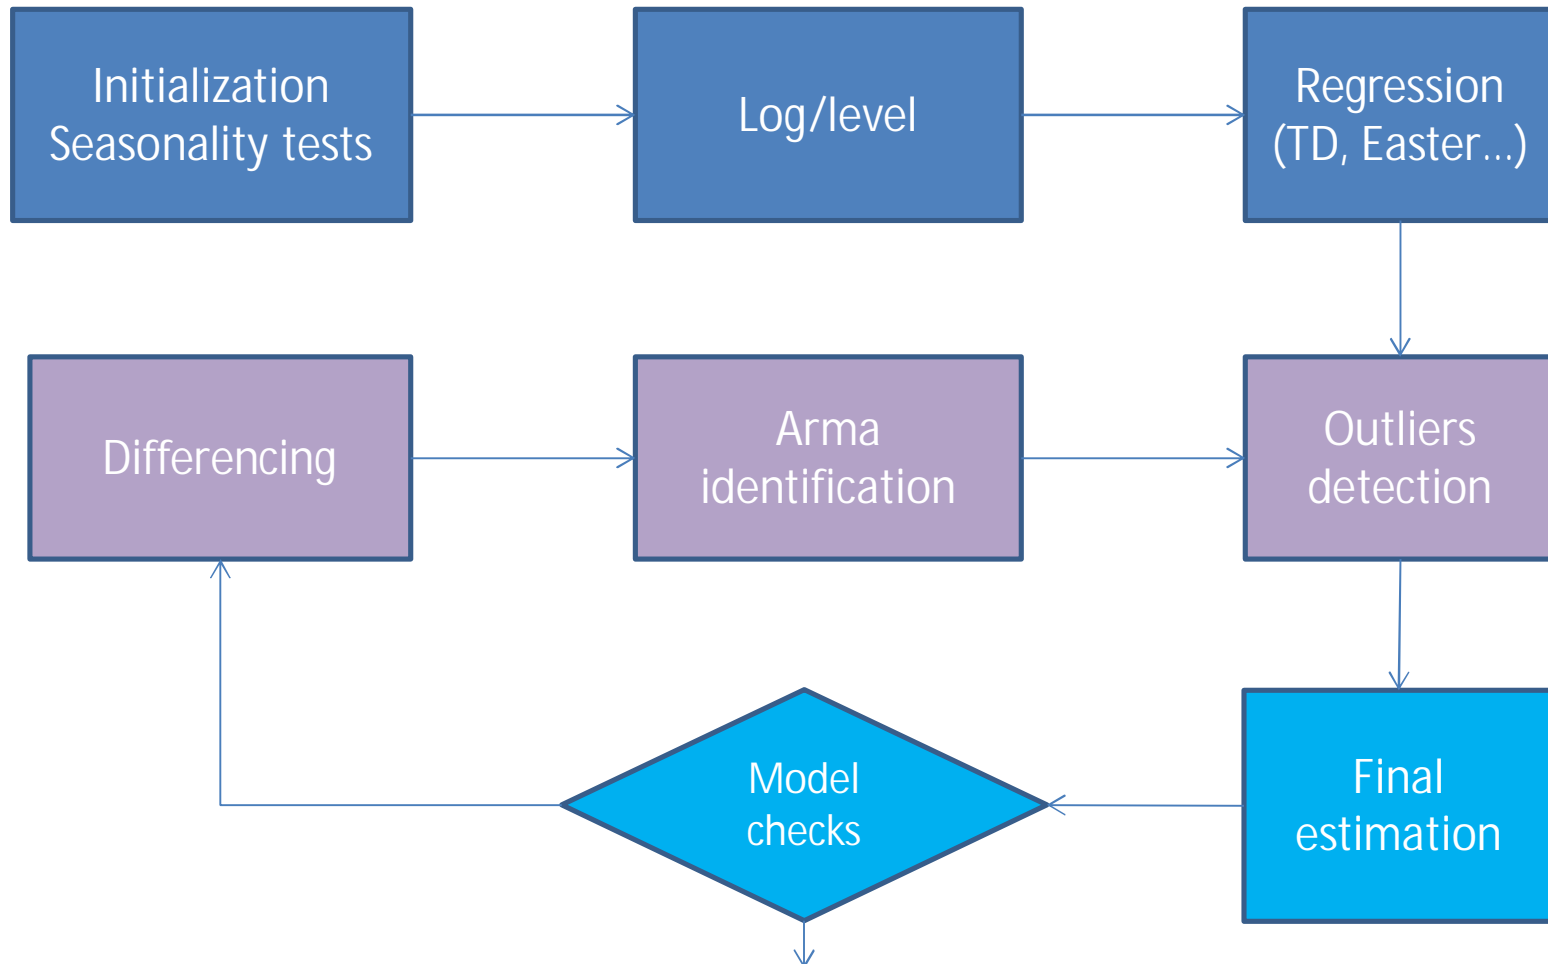 Initialization
Seasonality tests
Log/level
Regression
(TD, Easter...)
Differencing
Arma
identification
Outliers
detection
Model
checks
Final
estimation